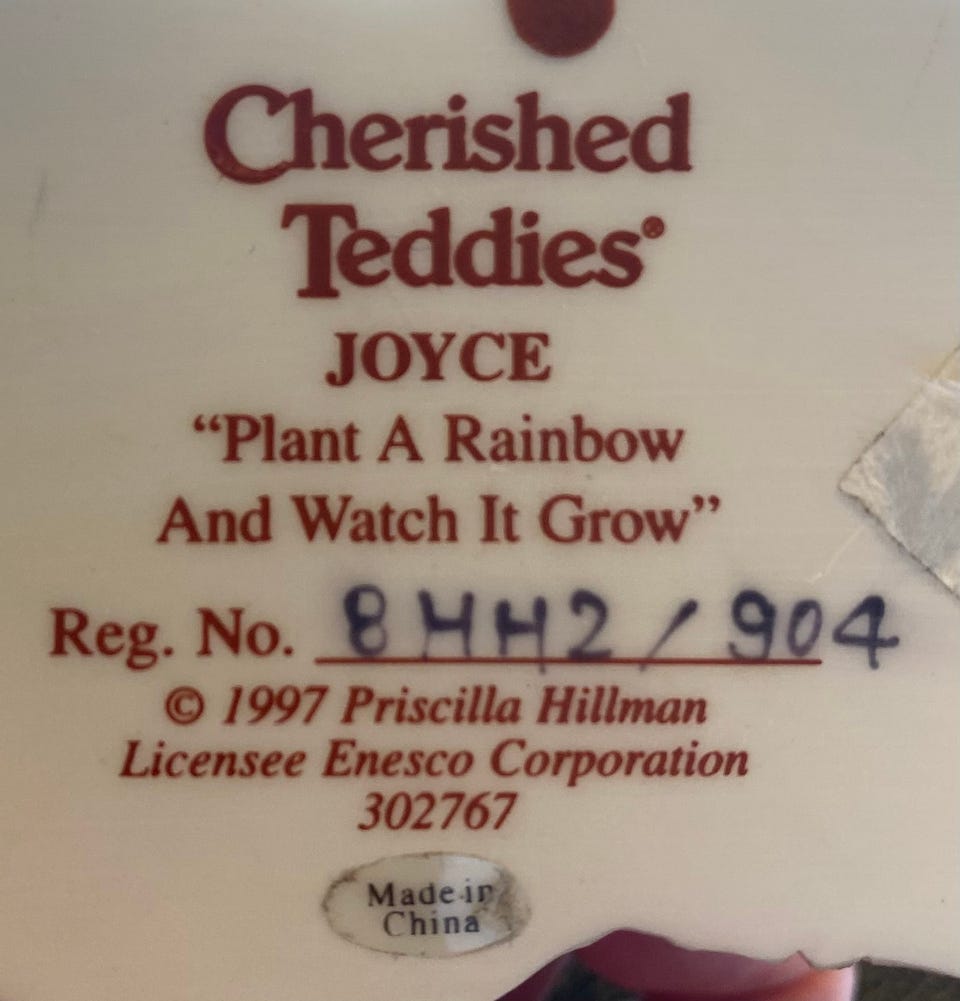 Cherished
Teddies®
JOYCE
“Plant A Rainbow
And Watch It Grow”
Reg. No. 8HH2/904
© 1997 Priscilla Hillman
Licensee Enesco Corporation
302767
Made in
China